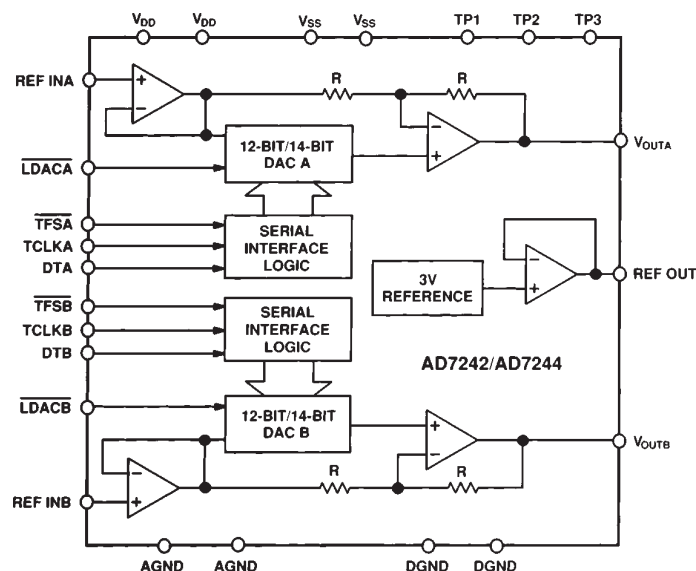 VDD VDD VSS VSS TP1 TP2 TP3
REF INA
R R
12-BIT/14-BIT
DAC A
LDACA
VOUTA
TFSA
TCLKA
DTA
SERIAL
INTERFACE
LOGIC
3V
REFERENCE
REF OUT
TFSB
TCLKB
DTB
SERIAL
INTERFACE
LOGIC
AD7242/AD7244
LDACB
12-BIT/14-BIT
DAC B
VOUTB
R R
REF INB
AGND AGND DGND DGND